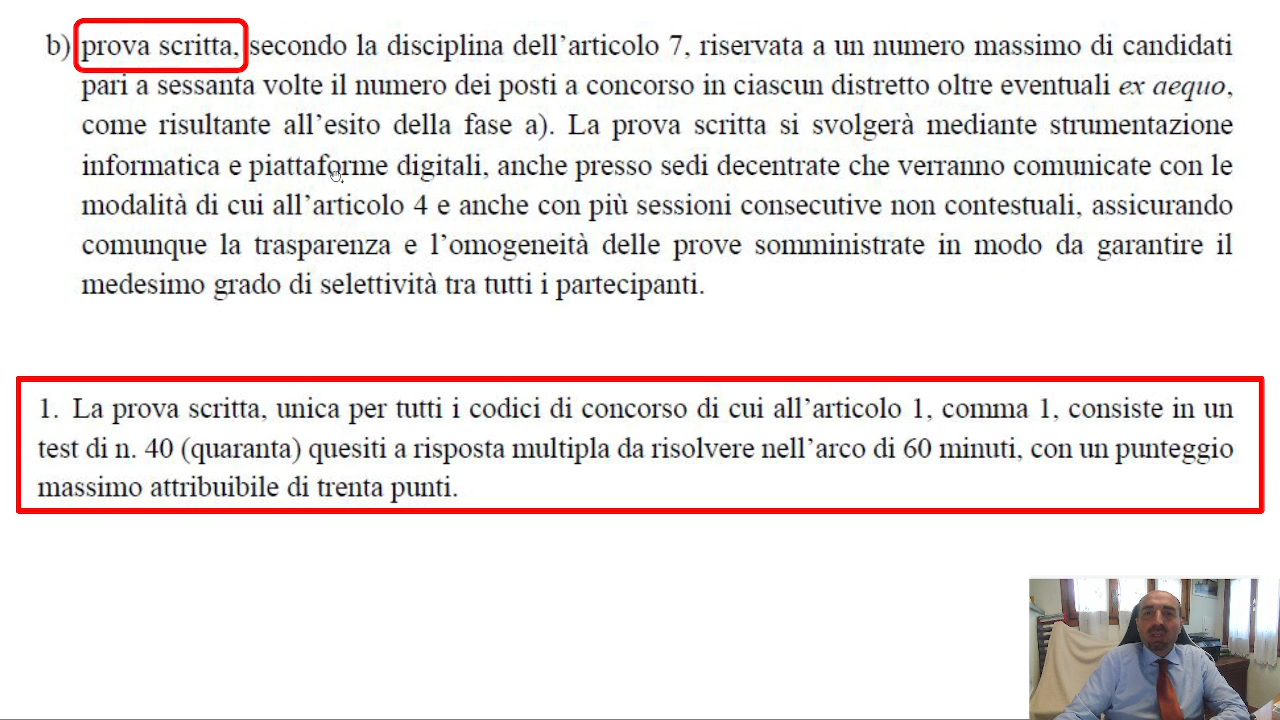 b) prova scritta, secondo la disciplina dell’articolo 7, riservata a un numero massimo di candidati
pari a sessanta volte il numero dei posti a concorso in ciascun distretto oltre eventuali ex aequo,
come risultante all’esito della fase a). La prova scritta si svolgerà mediante strumentazione
informatica e piattaforme digitali, anche presso sedi decentrate che verranno comunicate con le
modalità di cui all’articolo 4 e anche con più sessioni consecutive non contestuali, assicurando
comunque la trasparenza e l’omogeneità delle prove somministrate in modo da garantire il
medesimo grado di selettività tra tutti i partecipanti.
1. La prova scritta, unica per tutti i codici di concorso di cui all’articolo 1, comma 1, consiste in un
test di n. 40 (quaranta) quesiti a risposta multipla da risolvere nell’arco di 60 minuti, con un punteggio
massimo attribuibile di trenta punti.